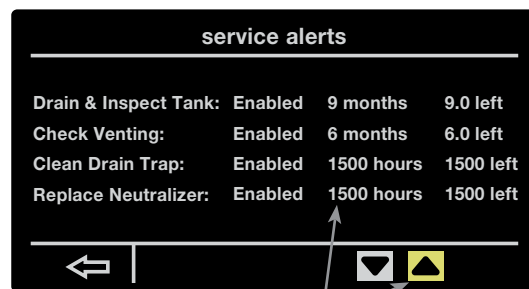 service alerts
Drain & Inspect Tank: Enabled 9 months 9.0 left
Check Venting: Enabled 6 months 6.0 left
Clean Drain Trap: Enabled 1500 hours 1500 left
Replace Neutralizer: Enabled 1500 hours 1500 left